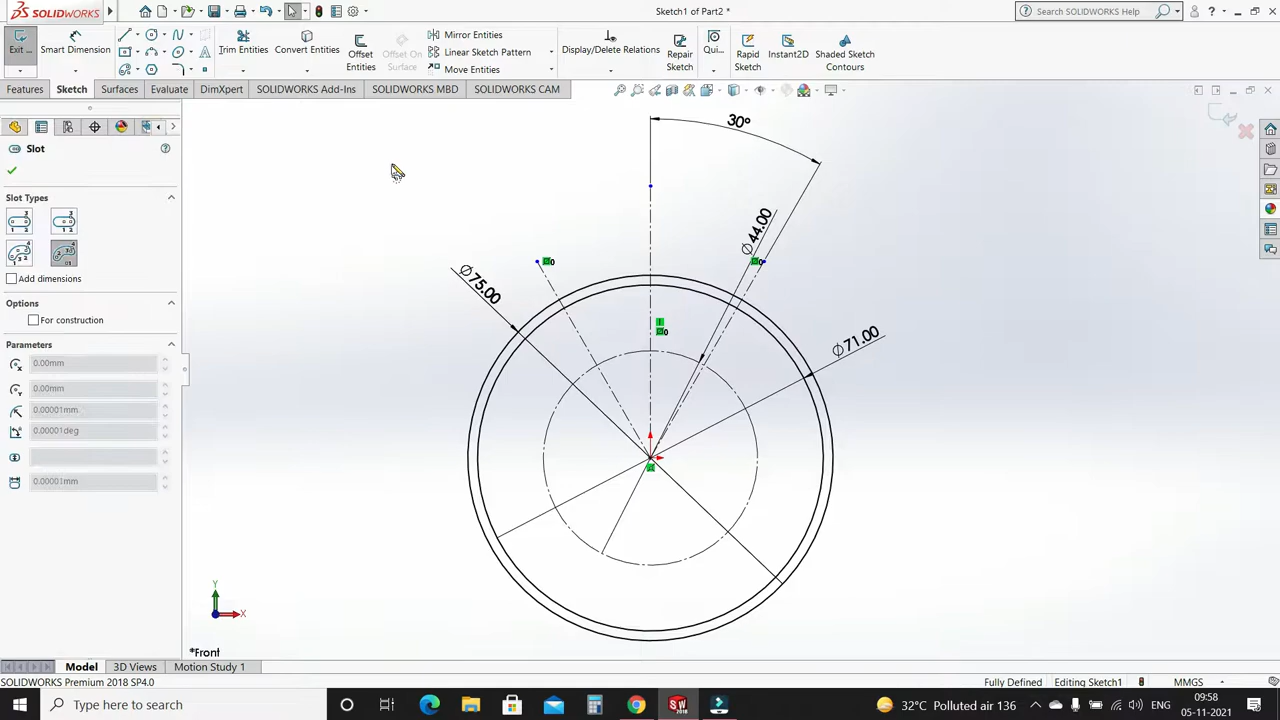 SOLIDWORKS
Sketch1 of Part2 *
Search SOLIDWORKS Help
Exit ...
Smart Dimension
Trim Entities
Convert Entities
Offset Entities
Offset On Surface
Mirror Entities
Linear Sketch Pattern
Move Entities
Display/Delete Relations
Repair Sketch
Qui...
Rapid Sketch
Instant2D
Shaded Sketch Contours
Features
Sketch
Surfaces
Evaluate
DimXpert
SOLIDWORKS Add-Ins
SOLIDWORKS MBD
SOLIDWORKS CAM
Slot
Slot Types
Add dimensions
Options
For construction
Parameters
0.00mm
0.00mm
0.00001mm
0.00001deg
0.00001mm
30°
Ø44.00
Ø75.00
Ø71.00
Y
X
*Front
Model
3D Views
Motion Study 1
SOLIDWORKS Premium 2018 SP4.0
Fully Defined
Editing Sketch1
MMGS
Type here to search
32°C Polluted air 136
ENG
09:58
05-11-2021